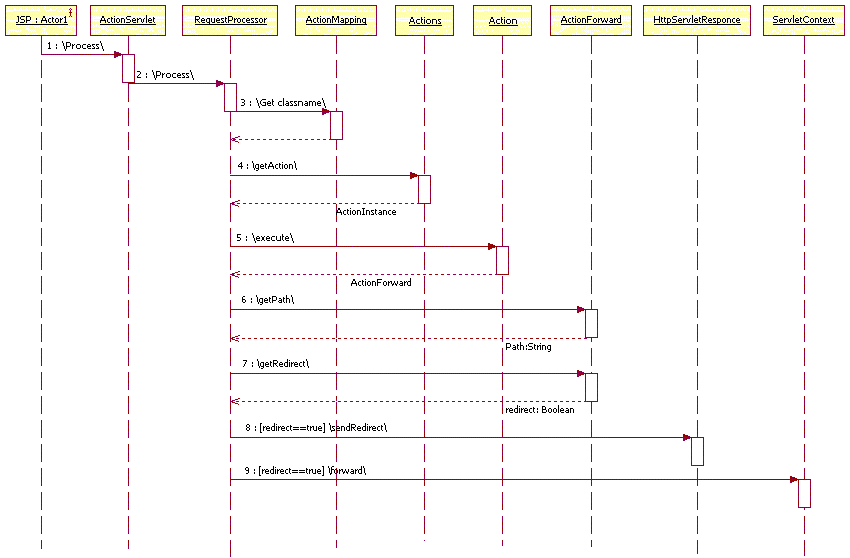 JSP : Actor1
ActionServlet
RequestProcessor
ActionMapping
Actions
Action
ActionForward
HttpServletResponce
ServletContext
1 : \Process\
2 : \Process\
3 : \Get classname\
4 : \getAction\
ActionInstance
5 : \execute\
ActionForward
6 : \getPath\
Path:String
7 : \getRedirect\
redirect: Boolean
8 : [redirect==true] \sendRedirect\
9 : [redirect==true] \forward\